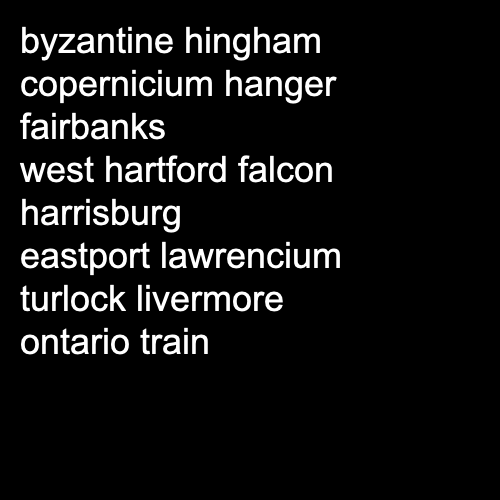 byzantine hingham
copernicium hanger
fairbanks
west hartford falcon
harrisburg
eastport lawrencium
turlock livermore
ontario train